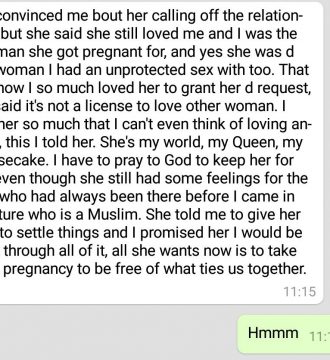 convinced me bout her calling off the relation-
but she said she still loved me and I was the
man she got pregnant for, and yes she was d
woman I had an unprotected sex with too. That
how I so much loved her to grant her d request,
said it's not a license to love other woman. I
her so much that I can't even think of loving an-
, this I told her. She's my world, my Queen, my
secake. I have to pray to God to keep her for
even though she still had some feelings for the
who had always been there before I came in
ture who is a Muslim. She told me to give her
to settle things and I promised her I would be
through all of it, all she wants now is to take
pregnancy to be free of what ties us together.
11:15
Hmmm 11: